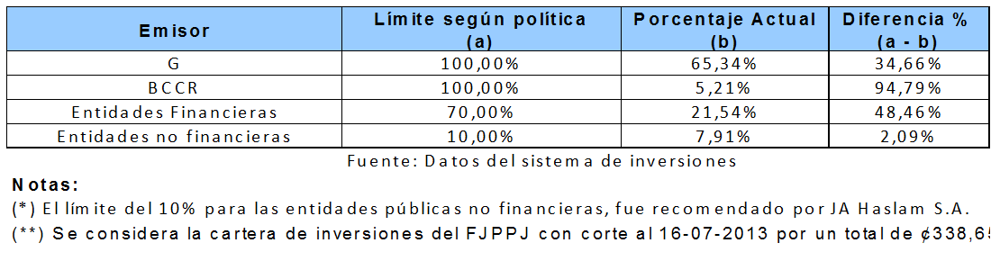 Emisor Límite según política (a) Porcentaje Actual (b) Diferencia % (a - b)
G 100,00% 65,34% 34,66%
BCCR 100,00% 5,21% 94,79%
Entidades Financieras 70,00% 21,54% 48,46%
Entidades no financieras 10,00% 7,91% 2,09%
Fuente: Datos del sistema de inversiones
Notas:
(*) El límite del 10% para las entidades públicas no financieras, fue recomendado por JA Haslam S.A.
(**) Se considera la cartera de inversiones del FJPPJ con corte al 16-07-2013 por un total de ¢338,65